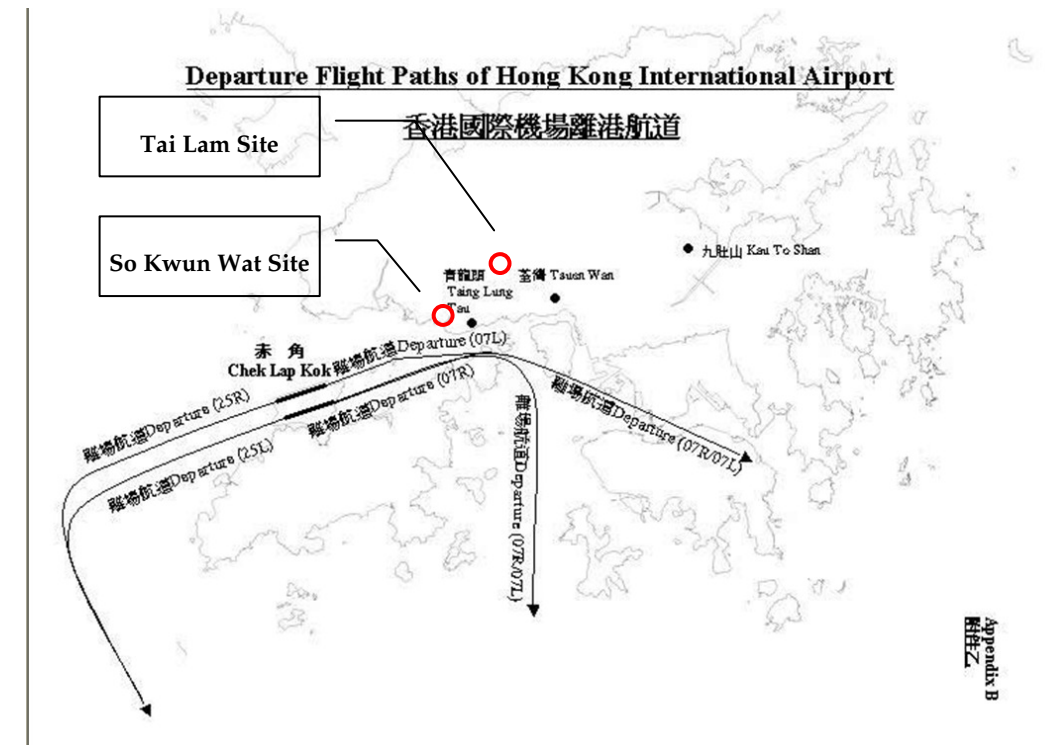 Departure Flight Paths of Hong Kong International Airport
香港國際機場離港航道
Tai Lam Site
So Kwun Wat Site
九肚山 Kau To Shan
青龍頭
Tsing Lung
Tau
荃灣 Tsuen Wan
赤 角
Chek Lap Kok
離場航道Departure (07L)
離場航道Departure (07R)
離場航道Departure (25R)
離場航道Departure (25L)
離場航道Departure (07R/07L)
離場航道Departure (07R/07L)
Appendix B
附件乙